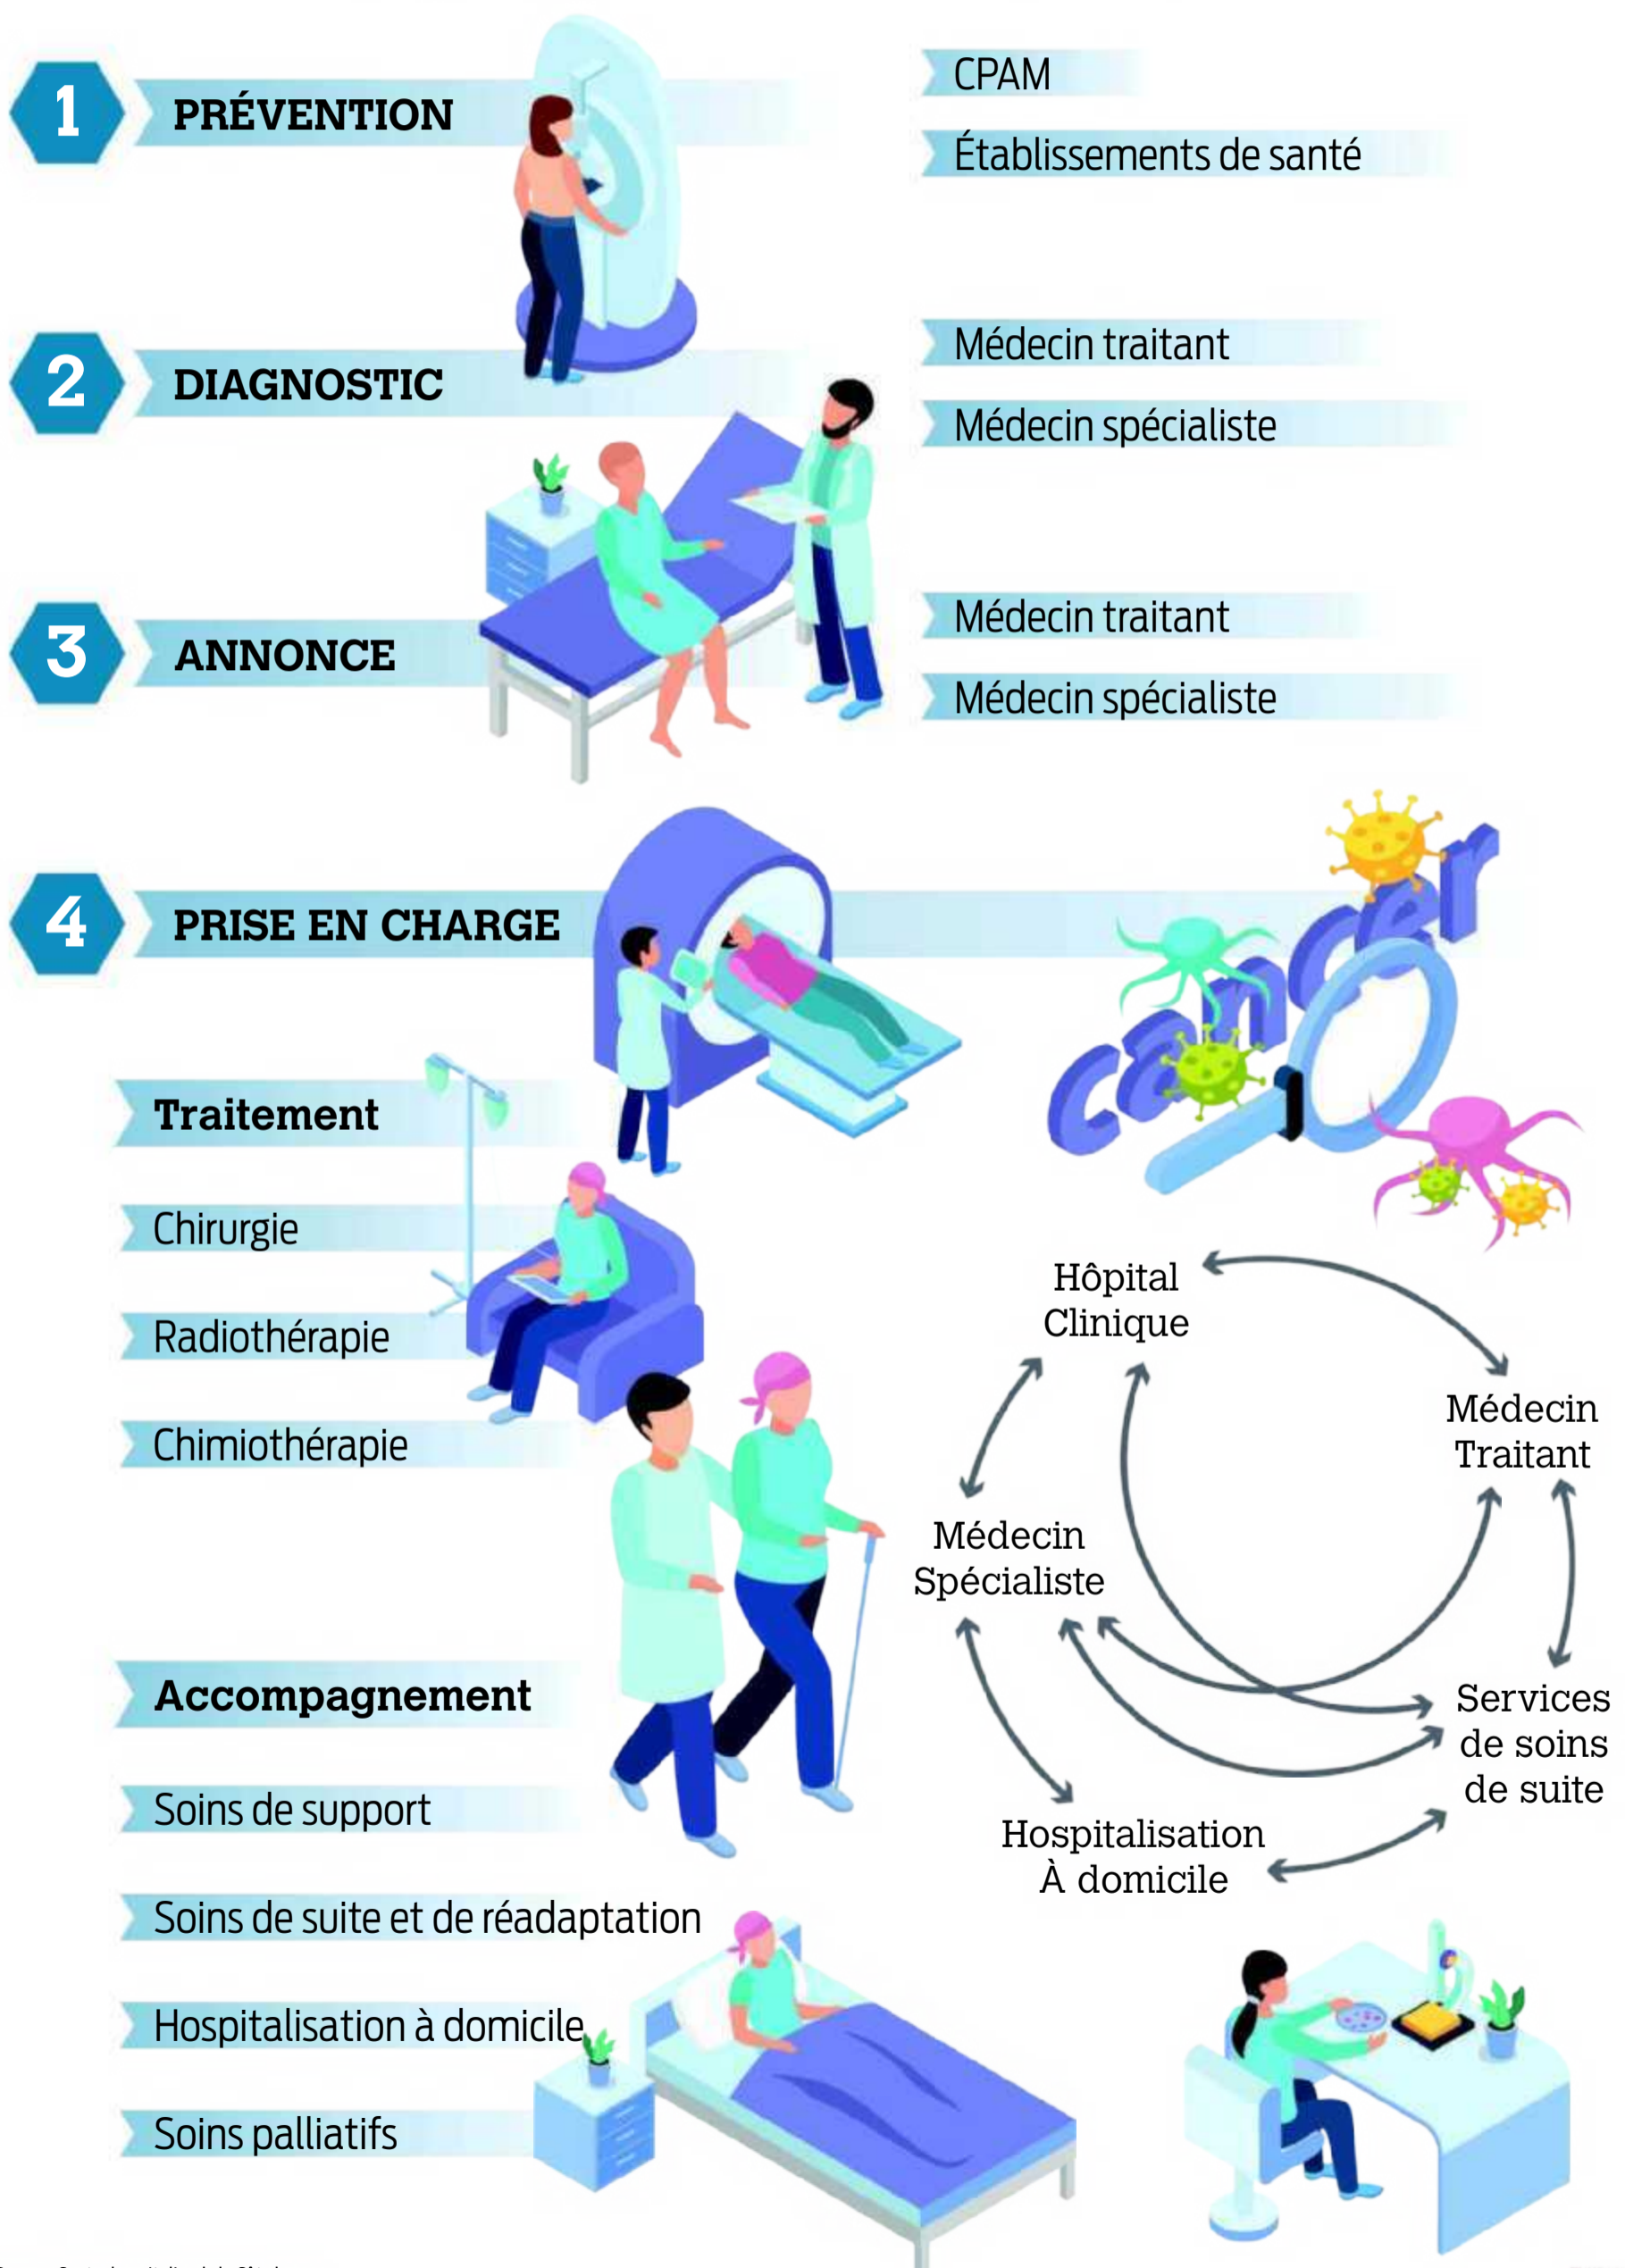 1
PRÉVENTION
CPAM
Établissements de santé
2
DIAGNOSTIC
Médecin traitant
Médecin spécialiste
3
ANNONCE
Médecin traitant
Médecin spécialiste
4
PRISE EN CHARGE
cancer
Traitement
Chirurgie
Radiothérapie
Chimiothérapie
Hôpital
Clinique
Médecin
Traitant
Médecin
Spécialiste
Services
de soins
de suite
Hospitalisation
À domicile
Accompagnement
Soins de support
Soins de suite et de réadaptation
Hospitalisation à domicile
Soins palliatifs